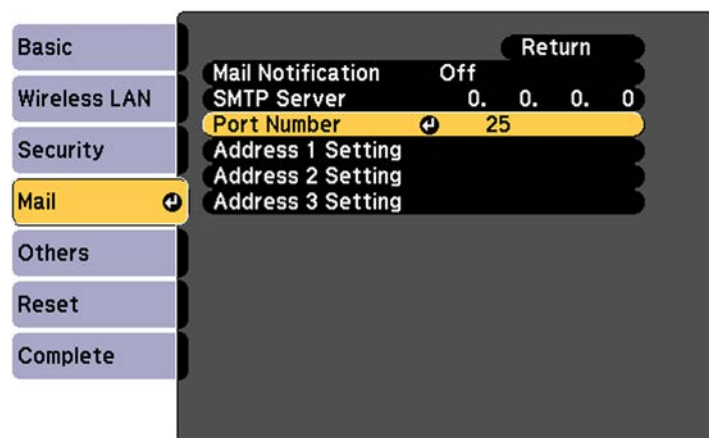 Basic
Wireless LAN
Security
Mail
Others
Reset
Complete
Return
Mail Notification Off
SMTP Server 0. 0. 0. 0
Port Number 25
Address 1 Setting
Address 2 Setting
Address 3 Setting